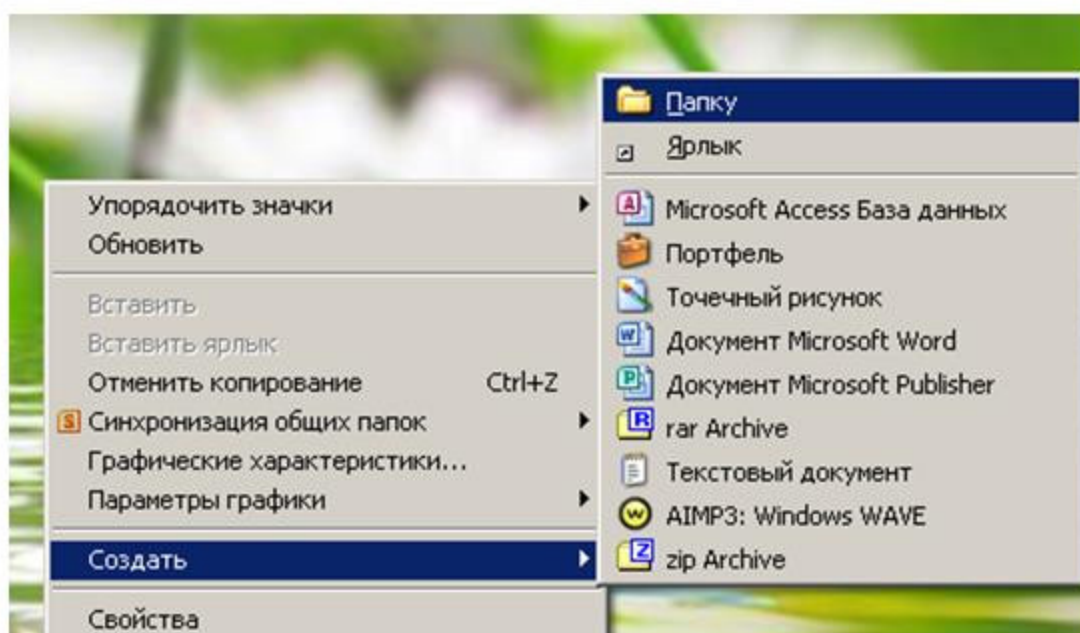 Упорядочить значки
Обновить
Вставить
Вставить ярлык
Отменить копирование Ctrl+Z
S Синхронизация общих папок
Графические характеристики...
Параметры графики
Создать
Свойства
Папку
Ярлык
A Microsoft Access База данных
Портфель
Точечный рисунок
W Документ Microsoft Word
P Документ Microsoft Publisher
R rar Archive
Текстовый документ
W AIMP3: Windows WAVE
Z zip Archive